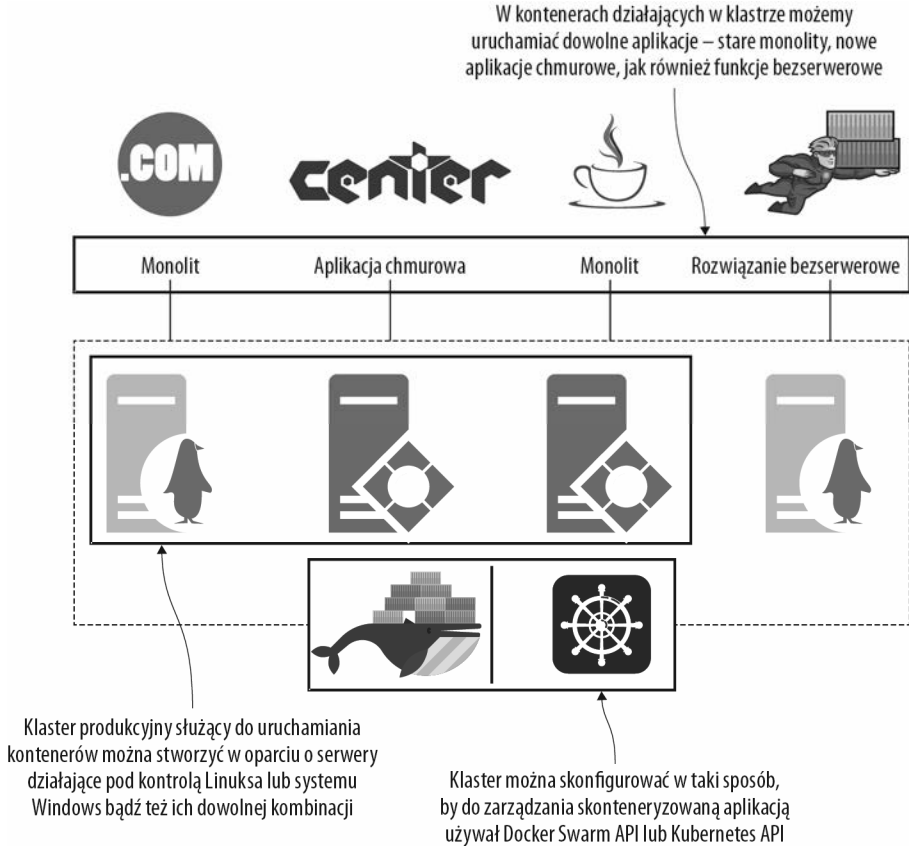 W kontenerach działających w klastrze możemy
uruchamiać dowolne aplikacje – stare monolity, nowe
aplikacje chmurowe, jak również funkcje bezserwerowe
.COM
center
Monolit
Aplikacja chmurowa
Monolit
Rozwiązanie bezserwerowe
Klaster produkcyjny służący do uruchamiania
kontenerów można stworzyć w oparciu o serwery
działające pod kontrolą Linuksa lub systemu
Windows bądź też ich dowolnej kombinacji
Klaster można skonfigurować w taki sposób,
by do zarządzania skonteneryzowaną aplikacją
używał Docker Swarm API lub Kubernetes API